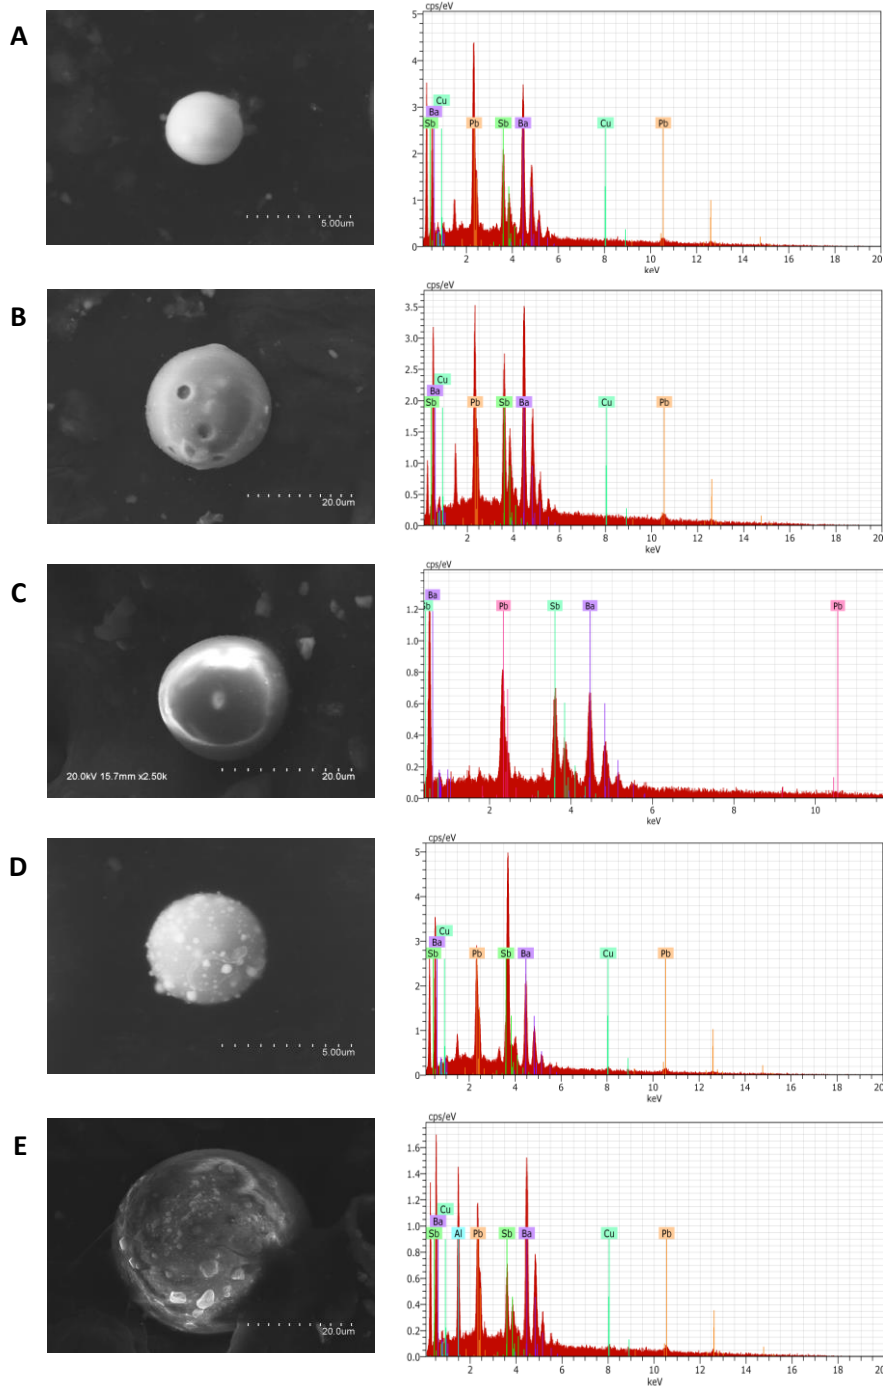 A
5.00um
cps/eV
5
4
3
2
1
0
Cu
Ba
Sb Pb Sb Ba Cu Pb
2 4 6 8 10 12 14 16 18 20
keV
B
20.0um
cps/eV
3.5
3.0
2.5
2.0
1.5
1.0
0.5
0.0
Cu
Ba
Sb Pb Sb Ba Cu Pb
2 4 6 8 10 12 14 16 18 20
keV
C
20.0kV 15.7mm x2.50k
20.0um
cps/eV
1.2
1.0
0.8
0.6
0.4
0.2
0.0
Ba
Sb Pb Sb Ba Pb
2 4 6 8 10
keV
D
5.00um
cps/eV
5
4
3
2
1
0
Cu
Ba
Sb Pb Sb Ba Cu Pb
2 4 6 8 10 12 14 16 18 20
keV
E
20.0um
cps/eV
1.6
1.4
1.2
1.0
0.8
0.6
0.4
0.2
0.0
Cu
Ba
Sb Al Pb Sb Ba Cu Pb
2 4 6 8 10 12 14 16 18 20
keV